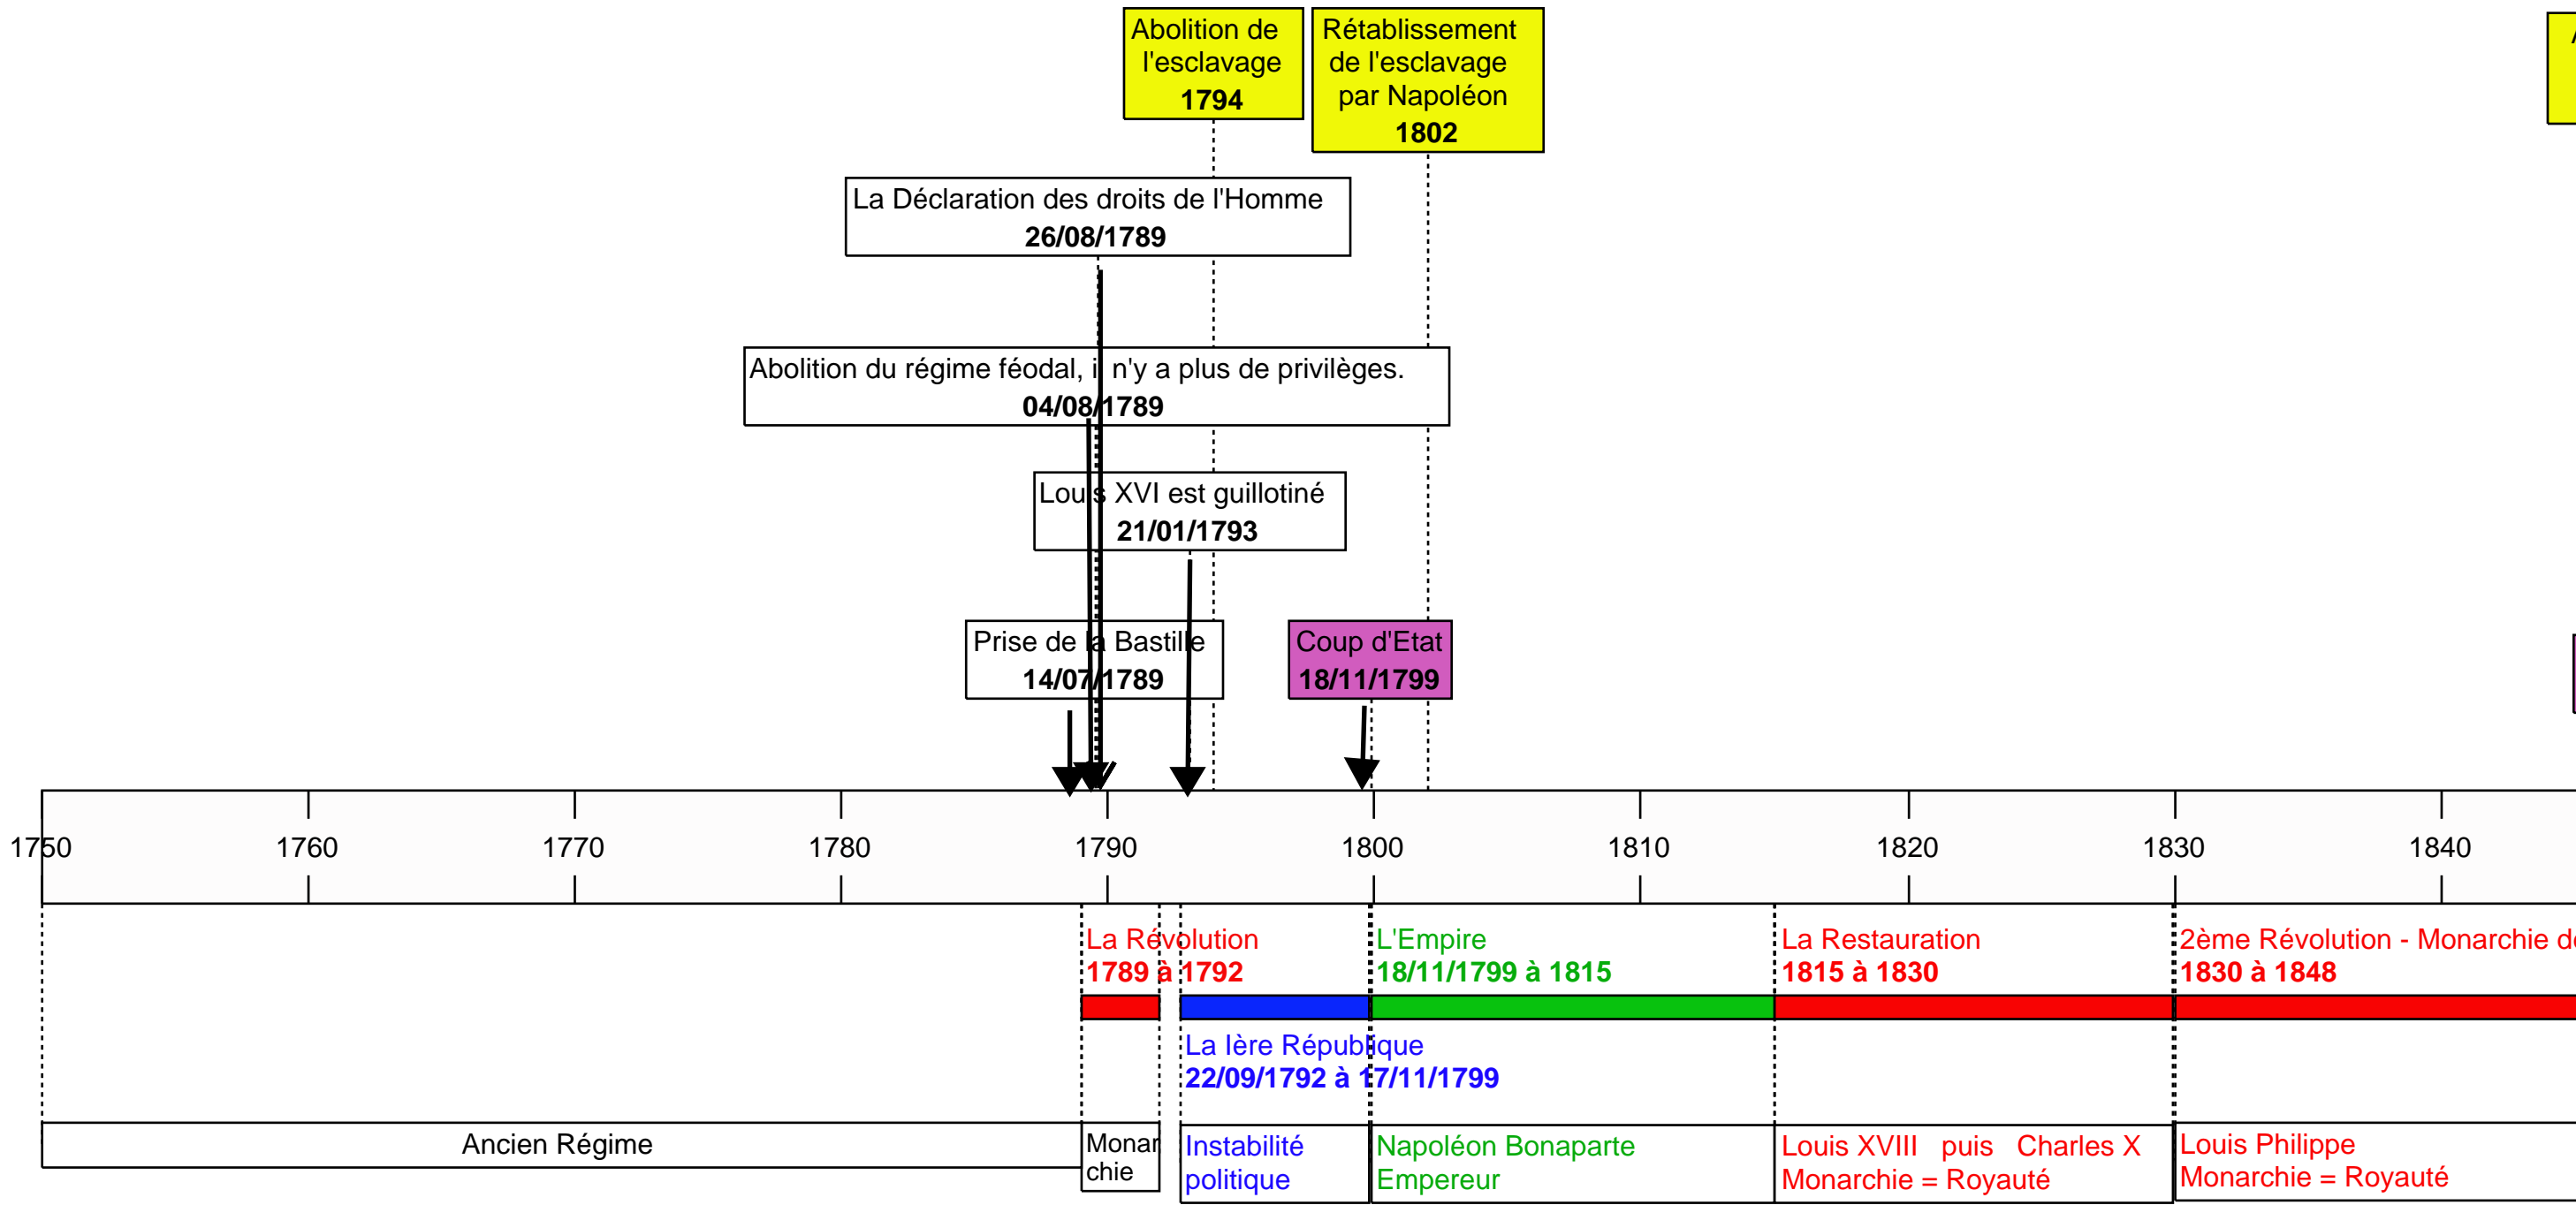 Abolition de
l'esclavage
1794
Rétablissement
de l'esclavage
par Napoléon
1802
La Déclaration des droits de l'Homme
26/08/1789
Abolition du régime féodal, il n'y a plus de privilèges.
04/08/1789
Louis XVI est guillotiné
21/01/1793
Prise de la Bastille
14/07/1789
Coup d'Etat
18/11/1799
1750 1760 1770 1780 1790 1800 1810 1820 1830 1840
La Révolution
1789 à 1792
L'Empire
18/11/1799 à 1815
La Restauration
1815 à 1830
2ème Révolution - Monarchie
1830 à 1848
La Ière République
22/09/1792 à 17/11/1799
Ancien Régime
Monar
chie
Instabilité
politique
Napoléon Bonaparte
Empereur
Louis XVIII puis Charles X
Monarchie = Royauté
Louis Philippe
Monarchie = Royauté